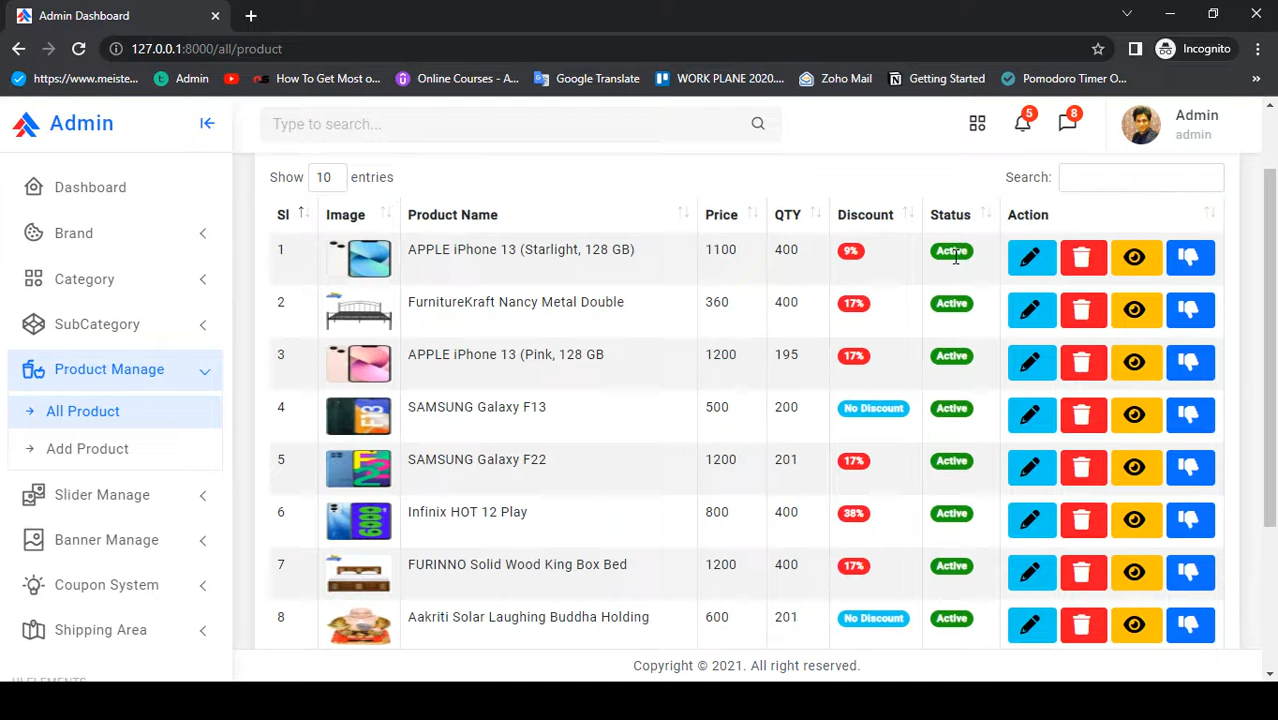 Admin Dashboard
127.0.0.1:8000/all/product
Incognito
https://www.meiste...
Admin
How To Get Most o...
Online Courses - A...
Google Translate
WORK PLANE 2020....
Zoho Mail
Getting Started
Pomodoro Timer O...
Admin
Type to search...
5
8
Admin
admin
Dashboard
Brand
Category
SubCategory
Product Manage
All Product
Add Product
Slider Manage
Banner Manage
Coupon System
Shipping Area
Show 10 entries
Search:
Sl Image Product Name Price QTY Discount Status Action
1 APPLE iPhone 13 (Starlight, 128 GB) 1100 400 9% Active
2 FurnitureKraft Nancy Metal Double 360 400 17% Active
3 APPLE iPhone 13 (Pink, 128 GB 1200 195 17% Active
4 SAMSUNG Galaxy F13 500 200 No Discount Active
5 SAMSUNG Galaxy F22 1200 201 17% Active
6 Infinix HOT 12 Play 800 400 38% Active
7 FURINNO Solid Wood King Box Bed 1200 400 17% Active
8 Aakriti Solar Laughing Buddha Holding 600 201 No Discount Active
Copyright © 2021. All right reserved.